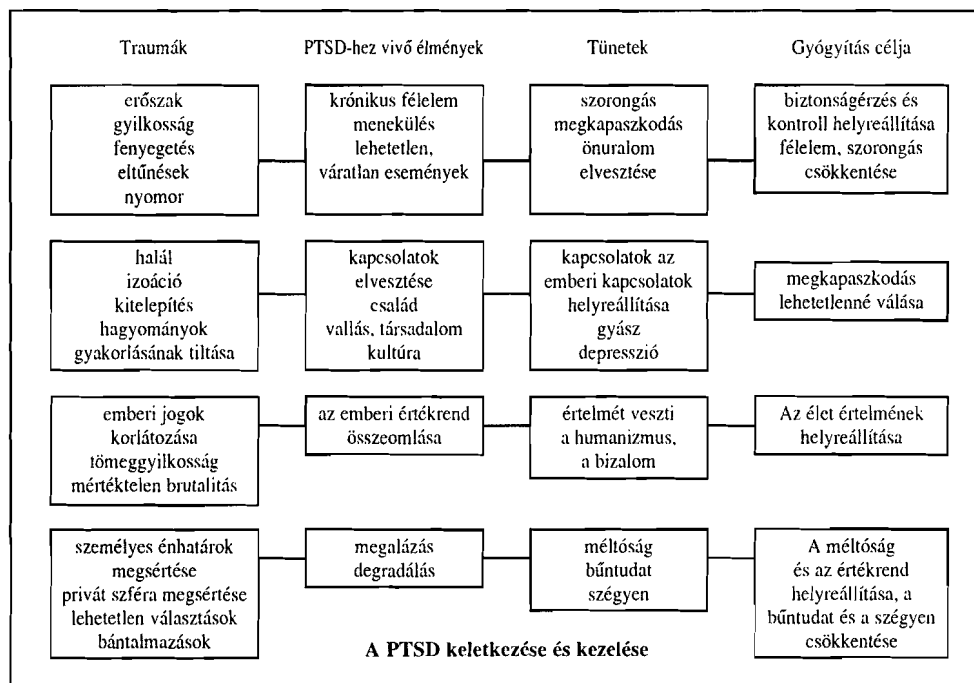 Traumák
PTSD-hez vivő élmények
Tünetek
Gyógyítás célja
erőszak
gyilkosság
fenyegetés
eltűnések
nyomor
krónikus félelem
menekülés
lehetetlen,
váratlan események
szorongás
megkapaszkodás
önuralom
elvesztése
biztonságérzés és
kontroll helyreállítása
félelem, szorongás
csökkentése
halál
izoáció
kitelepítés
hagyományok
gyakorlásának tiltása
kapcsolatok
elvesztése
család
vallás, társadalom
kultúra
kapcsolatok az
emberi kapcsolatok
helyreállítása
gyász
depresszió
megkapaszkodás
lehetetlenné válása
emberi jogok
korlátozása
tömeggyilkosság
mértéktelen brutalitás
az emberi értékrend
összeomlása
értelmét veszti
a humanizmus,
a bizalom
Az élet értelmének
helyreállítása
személyes énhatárok
megsértése
privát szféra megsértése
lehetetlen választások
bántalmazások
megalázás
degradálás
méltóság
bűntudat
szégyen
A méltóság
és az értékrend
helyreállítása, a
bűntudat és a szégyen
csökkentése
A PTSD keletkezése és kezelése